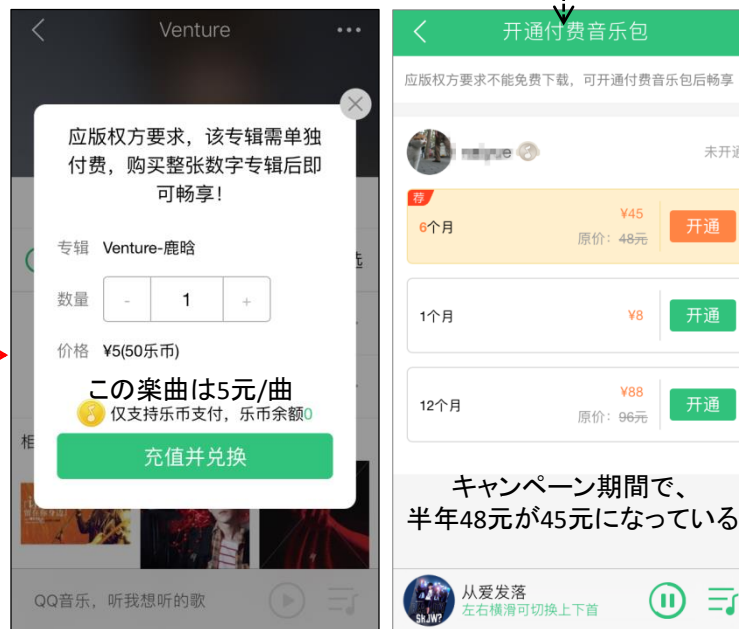 Venture
应版权方要求，该专辑需单独
付费，购买整张数字专辑后即
可畅享！
专辑 Venture-鹿晗
数量 - 1 +
价格 ¥5(50乐币)
この楽曲は5元/曲
仅支持乐币支付，乐币余额0
充值并兑换
相
QQ音乐，听我想听的歌
开通付费音乐包
应版权方要求不能免费下载，可开通付费音乐包后畅享
未开通
荐
6个月
¥45
原价：48元
开通
1个月
¥8
开通
12个月
¥88
原价：96元
开通
キャンペーン期間で、
半年48元が45元になっている
从爱发落
左右横滑可切换上下首